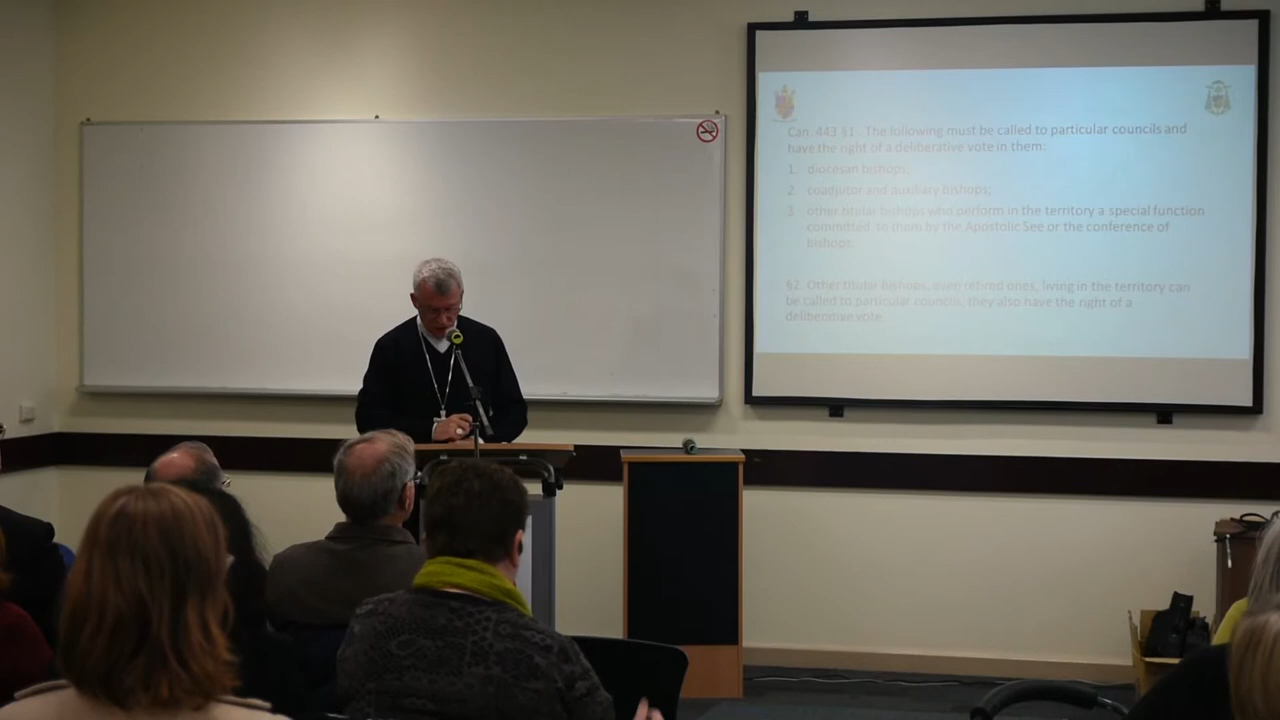 Can. 443 §1. The following must be called to particular councils and
have the right of a deliberative vote in them:
1. diocesan bishops;
2. coadjutor and auxiliary bishops;
3. other titular bishops who perform in the territory a special function
committed to them by the Apostolic See or the conference of
bishops.
§2. Other titular bishops, even retired ones, living in the territory can
be called to particular councils; they also have the right of a
deliberative vote.